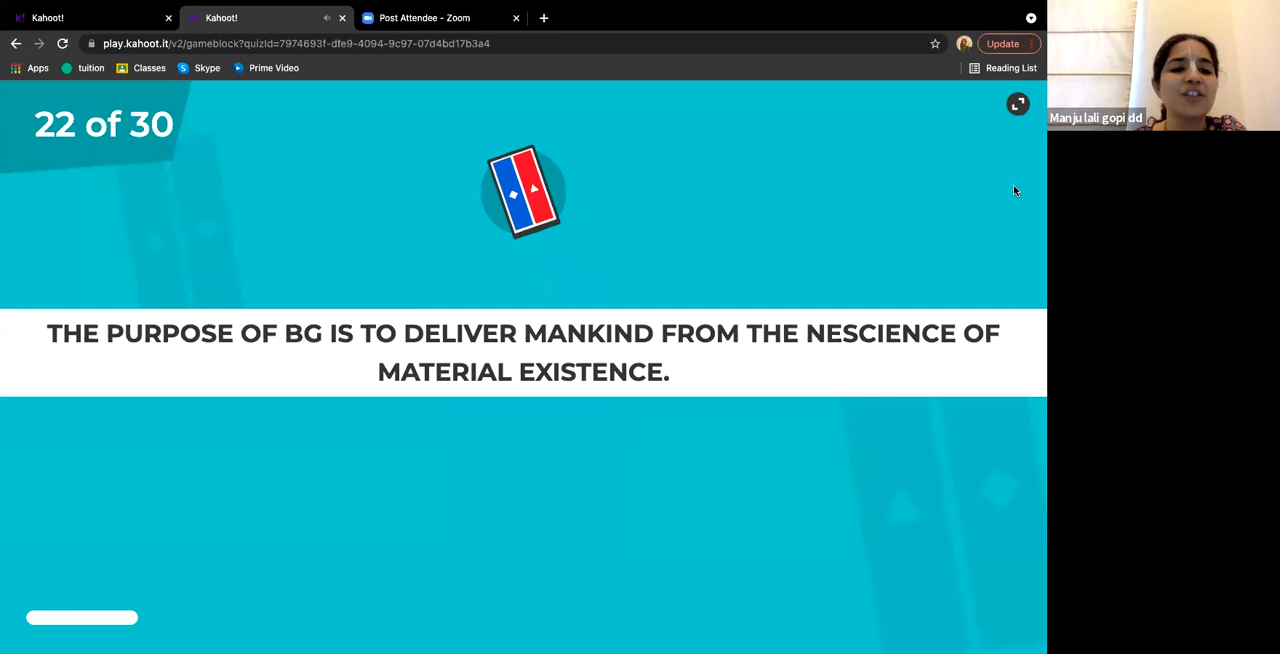 Kahoot!
Kahoot!
Post Attendee - Zoom
play.kahoot.it/v2/gameblock?quizId=7974693f-dfe9-4094-9c97-07d4bd17b3a4
Update
Apps
tuition
Classes
Skype
Prime Video
Reading List
22 of 30
Manju lali gopi dd
THE PURPOSE OF BG IS TO DELIVER MANKIND FROM THE NESCIENCE OF
MATERIAL EXISTENCE.